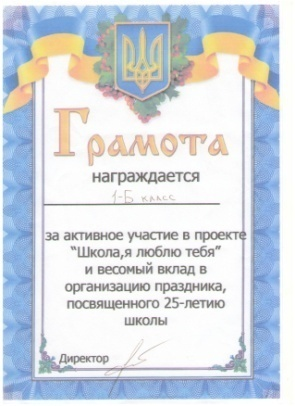 Грамота
награждается
1-Б класс
за активное участие в проекте
"Школа,я люблю тебя"
и весомый вклад в
организацию праздника,
посвященного 25-летию
школы
Директор